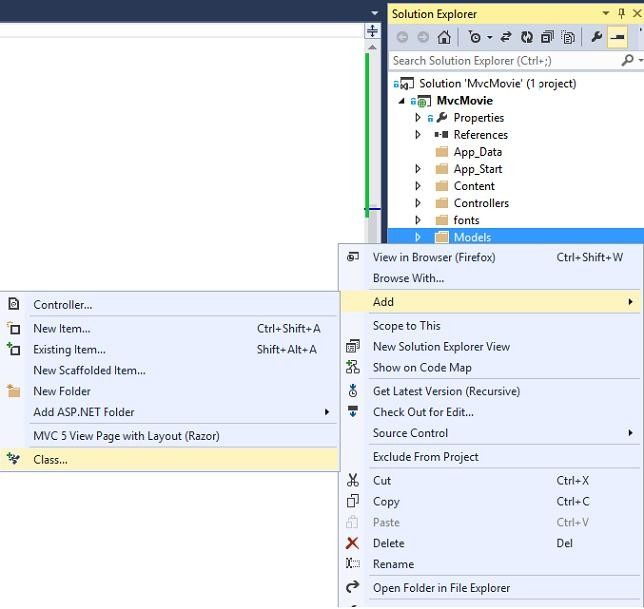 Solution Explorer
Search Solution Explorer (Ctrl+;)
Solution 'MvcMovie' (1 project)
MvcMovie
Properties
References
App_Data
App_Start
Content
Controllers
fonts
Models
View in Browser (Firefox) Ctrl+Shift+W
Browse With...
Add
Scope to This
New Solution Explorer View
Show on Code Map
Get Latest Version (Recursive)
Check Out for Edit...
Source Control
Exclude From Project
Cut Ctrl+X
Copy Ctrl+C
Paste Ctrl+V
Delete Del
Rename
Open Folder in File Explorer
Controller...
New Item... Ctrl+Shift+A
Existing Item... Shift+Alt+A
New Scaffolded Item...
New Folder
Add ASP.NET Folder
MVC 5 View Page with Layout (Razor)
Class...